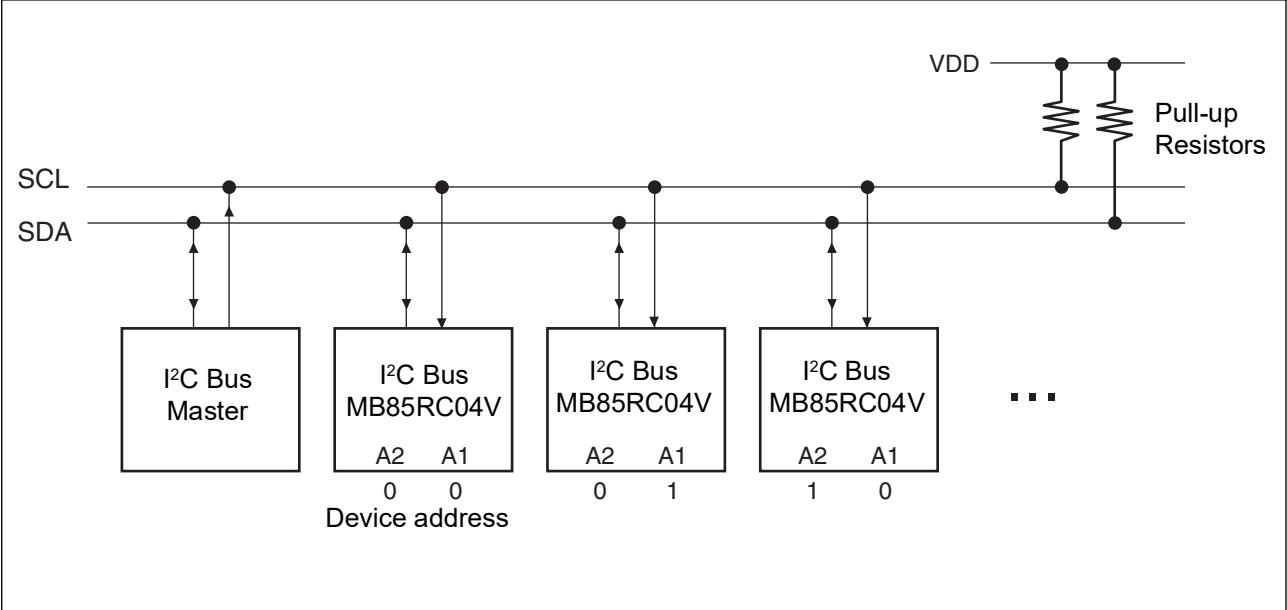 VDD
Pull-up
Resistors
SCL
SDA
I²C Bus
Master
I²C Bus
MB85RC04V
A2 A1
0 0
Device address
I²C Bus
MB85RC04V
A2 A1
0 1
I²C Bus
MB85RC04V
A2 A1
1 0
...